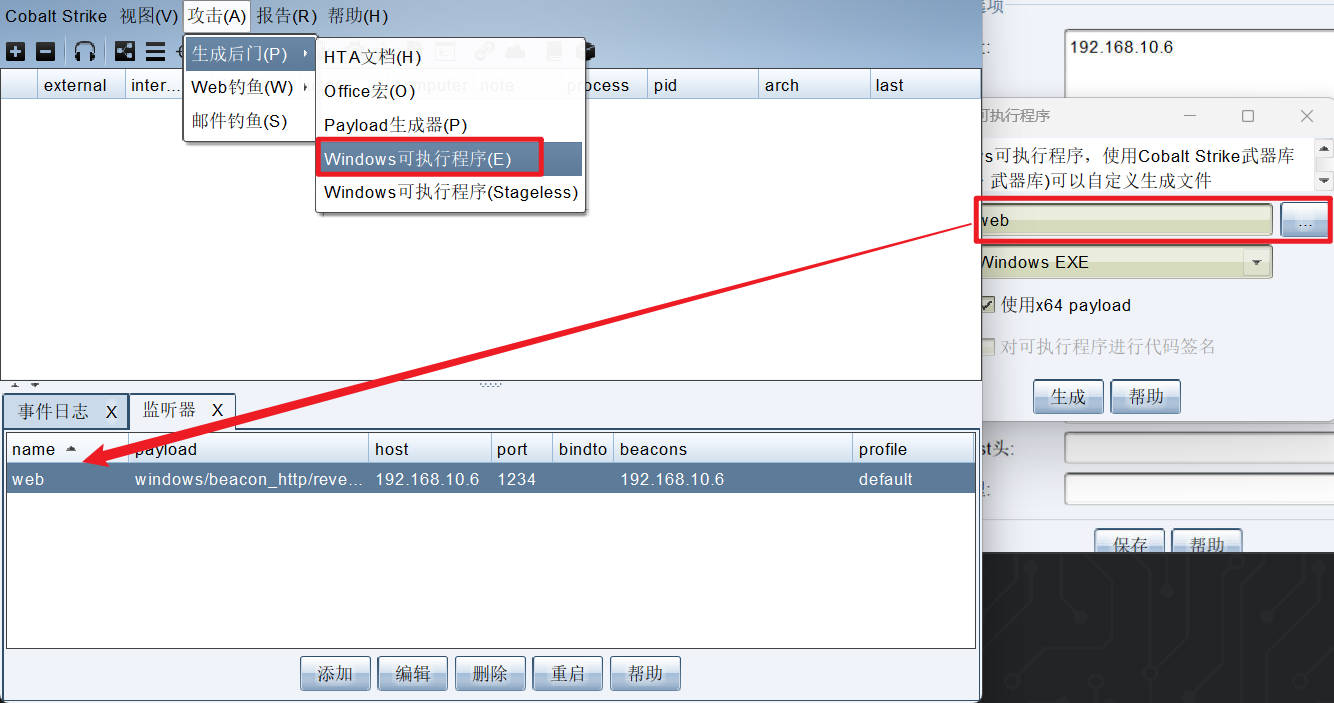 Cobalt Strike 视图(V) 攻击(A) 报告(R) 帮助(H)
生成后门(P)
Web钓鱼(W)
邮件钓鱼(S)
HTA文档(H)
Office宏(O)
Payload生成器(P)
Windows可执行程序(E)
Windows可执行程序(Stageless)
external inter... computer note process pid arch last
选项
192.168.10.6
可执行程序
ws可执行程序，使用Cobalt Strike武器库
武器库)可以自定义生成文件
web ...
Windows EXE
使用x64 payload
对可执行程序进行代码签名
生成 帮助
st头:
保存 帮助
事件日志 X 监听器 X
name payload host port bindto beacons profile
web windows/beacon_http/reve... 192.168.10.6 1234 192.168.10.6 default
添加 编辑 删除 重启 帮助